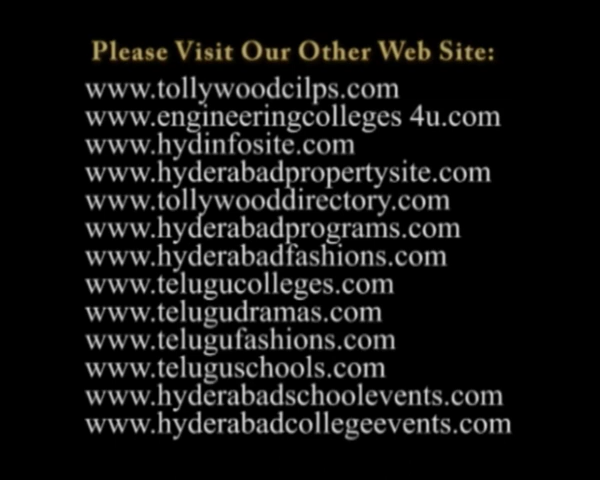 Please Visit Our Other Web Site:
www.tollywoodcilps.com
www.engineeringcolleges 4u.com
www.hydinfosite.com
www.hyderabadpropertysite.com
www.tollywooddirectory.com
www.hyderabadprograms.com
www.hyderabadfashions.com
www.telugucolleges.com
www.telugudramas.com
www.telugufashions.com
www.teluguschools.com
www.hyderabadschoolevents.com
www.hyderabadcollegeevents.com